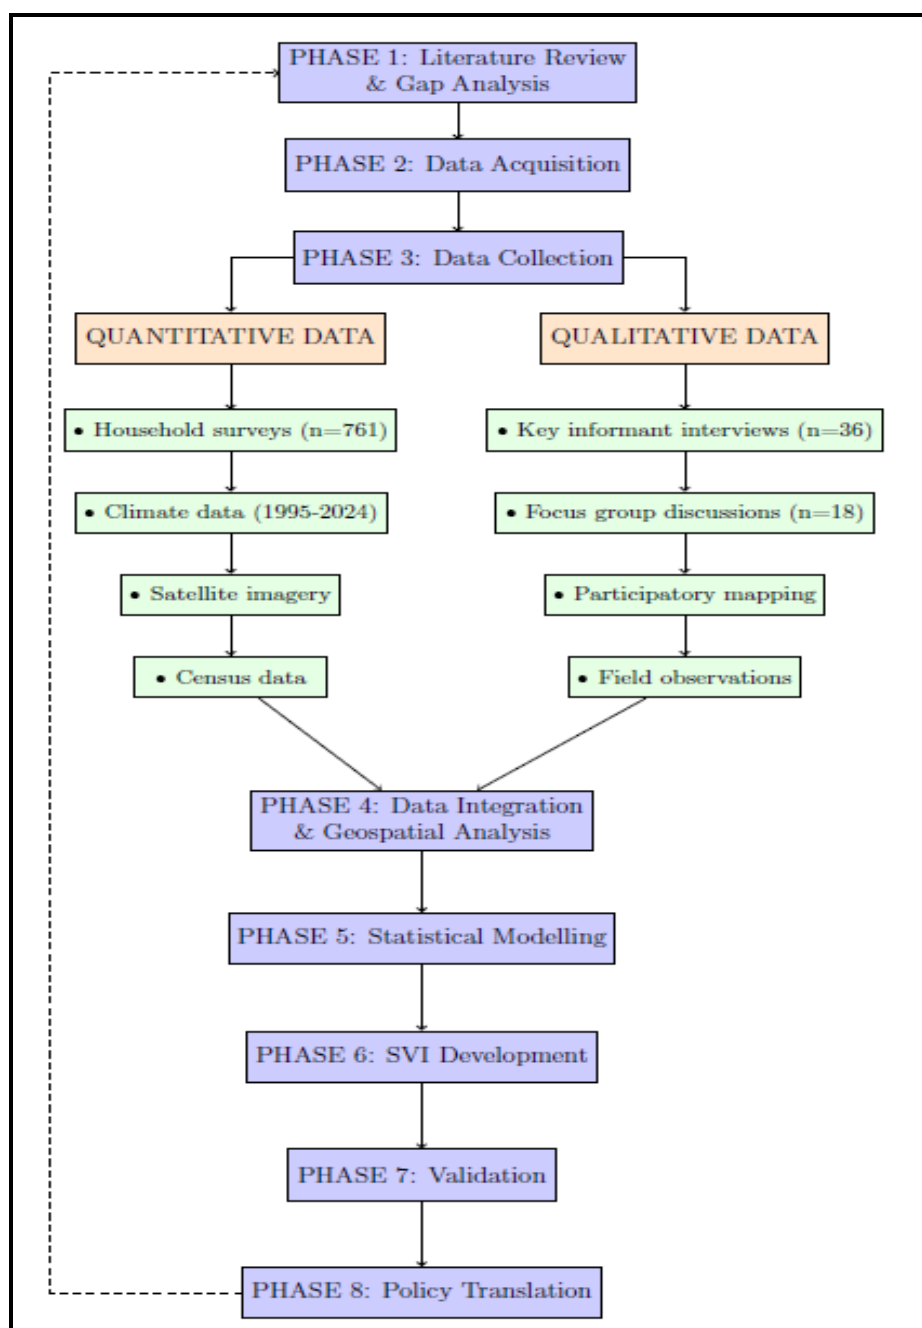 PHASE 1: Literature Review
& Gap Analysis
PHASE 2: Data Acquisition
PHASE 3: Data Collection
QUANTITATIVE DATA
• Household surveys (n=761)
• Climate data (1995-2024)
• Satellite imagery
• Census data
QUALITATIVE DATA
• Key informant interviews (n=36)
• Focus group discussions (n=18)
• Participatory mapping
• Field observations
PHASE 4: Data Integration
& Geospatial Analysis
PHASE 5: Statistical Modelling
PHASE 6: SVI Development
PHASE 7: Validation
PHASE 8: Policy Translation